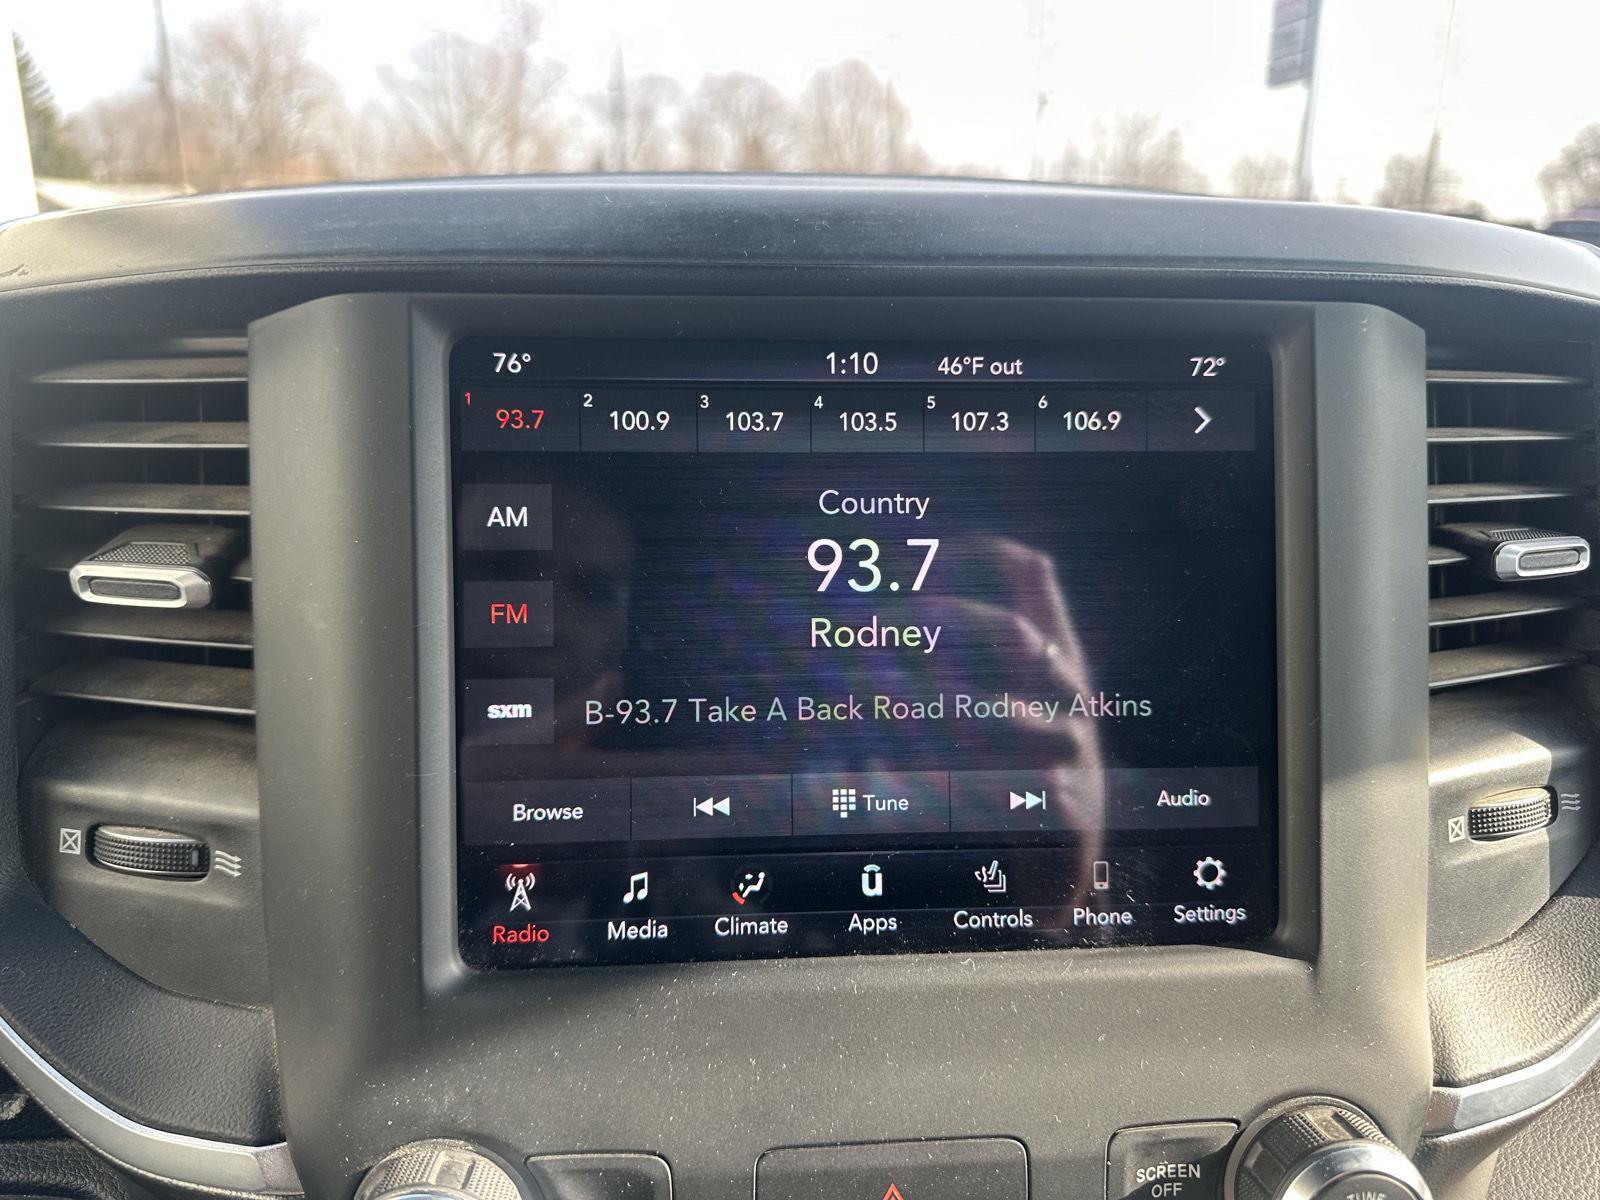 76° 1:10 46°F out 72°
1 93.7 2 100.9 3 103.7 4 103.5 5 107.3 6 106.9
AM
Country
93.7
FM
Rodney
sxm
B-93.7 Take A Back Road Rodney Atkins
Browse Tune Audio
Radio Media Climate Apps Controls Phone Settings
SCREEN
OFF
TUNE